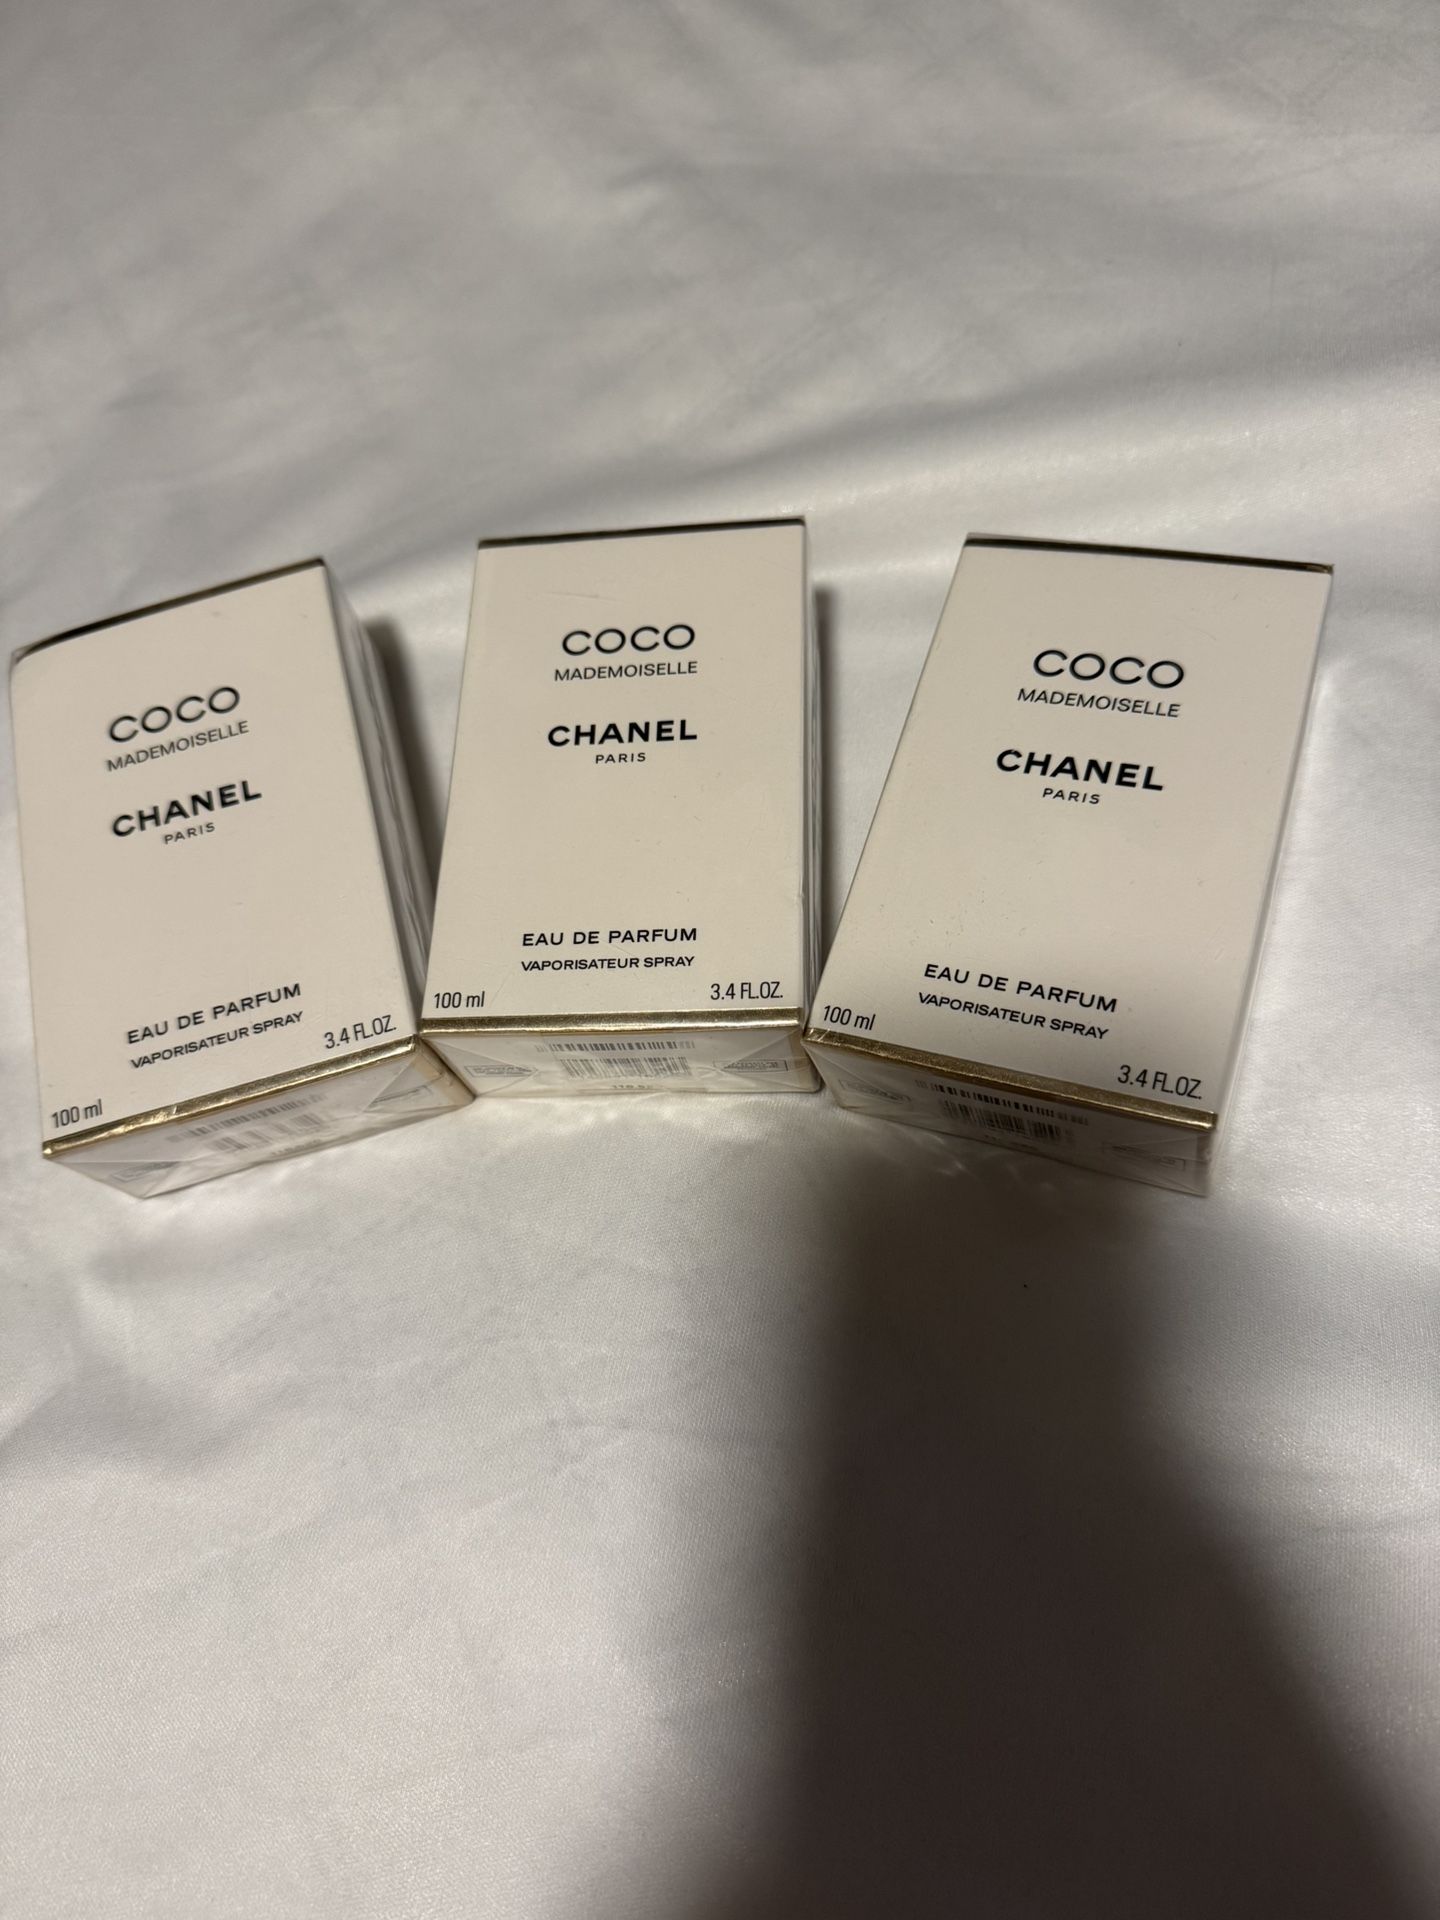 COCO
MADEMOISELLE
CHANEL
PARIS
EAU DE PARFUM
VAPORISATEUR SPRAY
100 ml
3.4 FL.OZ.
COCO
MADEMOISELLE
CHANEL
PARIS
EAU DE PARFUM
VAPORISATEUR SPRAY
100 ml
3.4 FL.OZ.
COCO
MADEMOISELLE
CHANEL
PARIS
EAU DE PARFUM
VAPORISATEUR SPRAY
100 ml
3.4 FL.OZ.